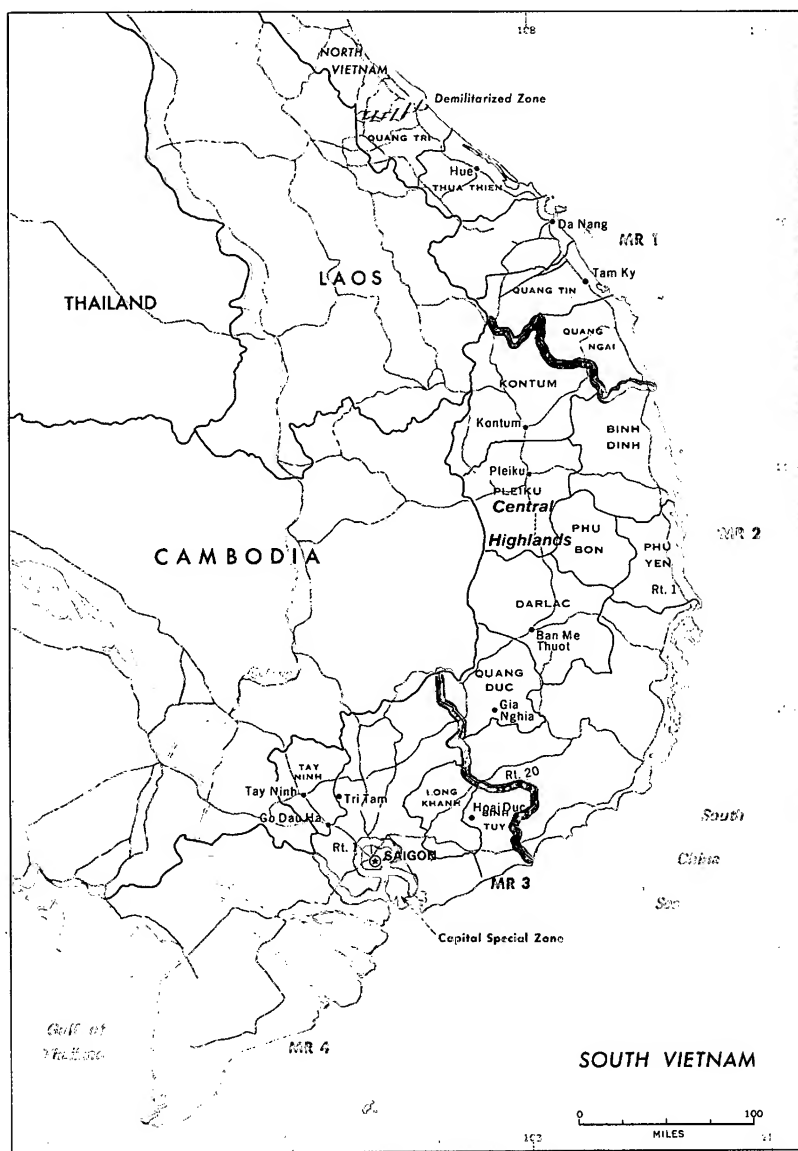 108
NORTH
VIETNAM
Demilitarized Zone
QUANG TRI
Hue
THUA THIEN
Da Nang
MR 1
LAOS
Tam Ky
THAILAND
QUANG TIN
QUANG
NGAI
KONTUM
Kontum
BINH
DINH
Pleiku
PLEIKU
Central
Highlands
MR 2
CAMBODIA
PHU
BON
PHU
YEN
Rt. 1
DARLAC
Ban Me
Thuot
QUANG
DUC
Gia
Nghia
TAY
NINH
Rt. 20
Tay Ninh
Tri Tam
LONG
KHANH
Hoai Duc
BINH
TUY
Go Dau Ha
South
Rt. 1
SAIGON
China
MR 3
Sea
Capital Special Zone
Gulf of
Thailand
MR 4
SOUTH VIETNAM
0
100
MILES